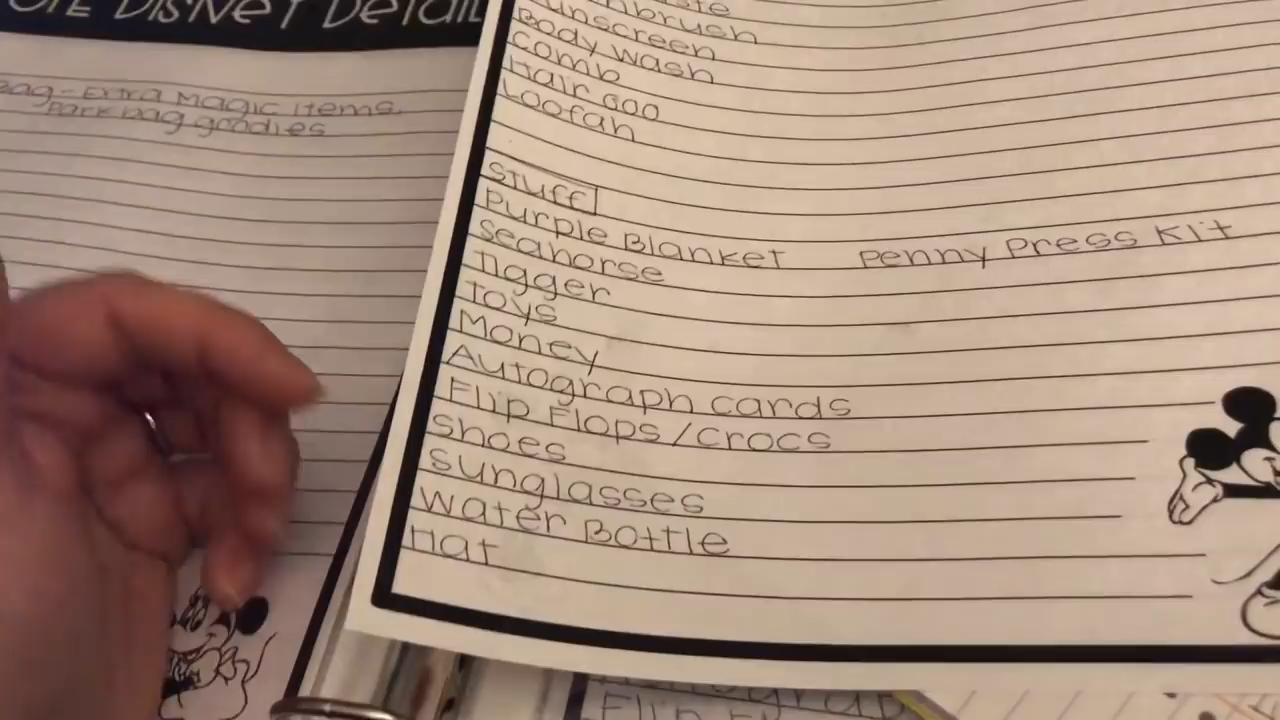 Disney Detail
Bag - Extra Magic Items
Park bag goodies
sunscreen
Body wash
comb
Hair Goo
Loofah
Stuff
Purple Blanket Penny Press Kit
seahorse
Tigger
Toys
Money
Autograph cards
Flip Flops/crocs
shoes
sunglasses
water Bottle
Hat